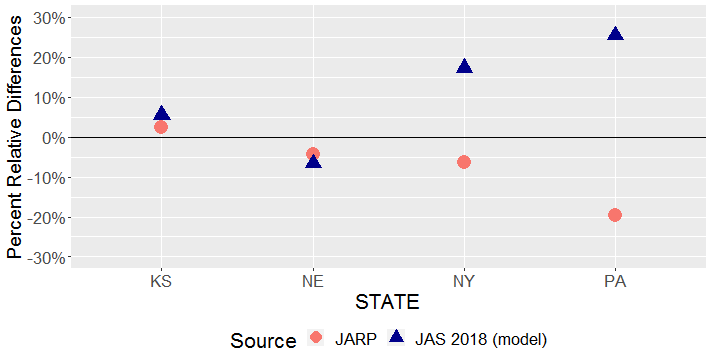 Percent Relative Differences
30%
20%
10%
0%
-10%
-20%
-30%
KS NE NY PA
STATE
Source JARP JAS 2018 (model)